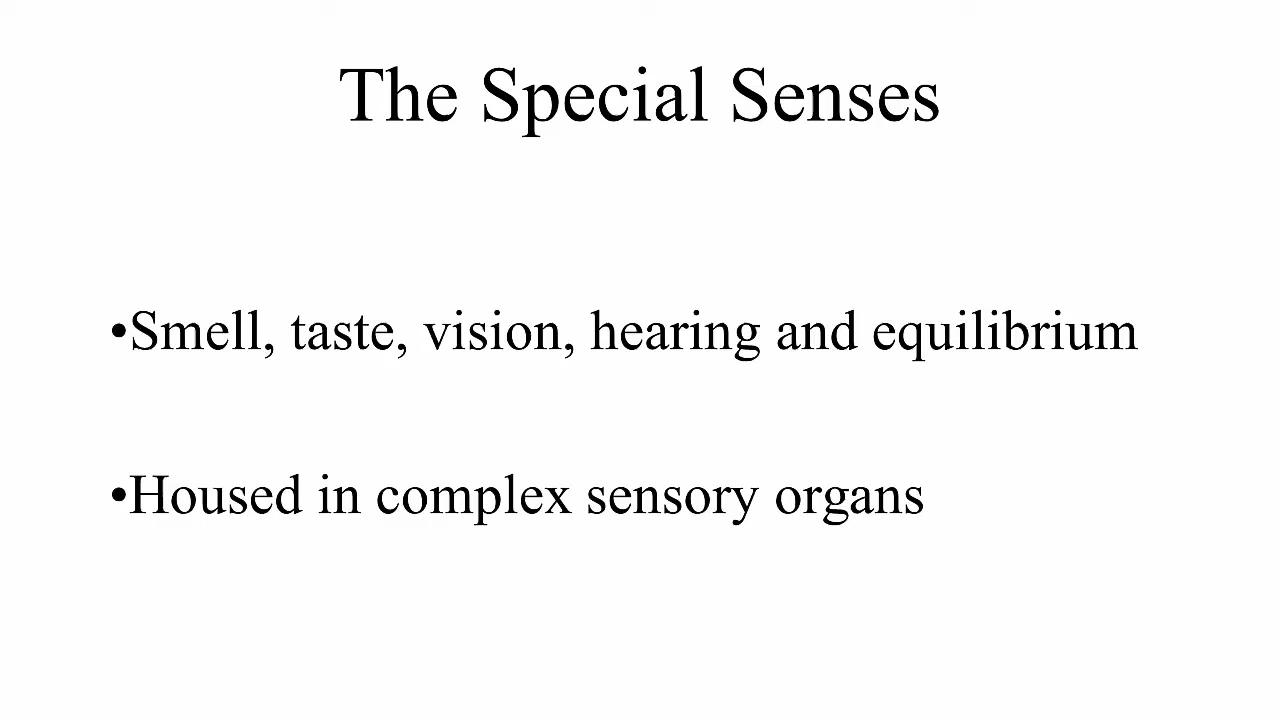 The Special Senses
•Smell, taste, vision, hearing and equilibrium
•Housed in complex sensory organs